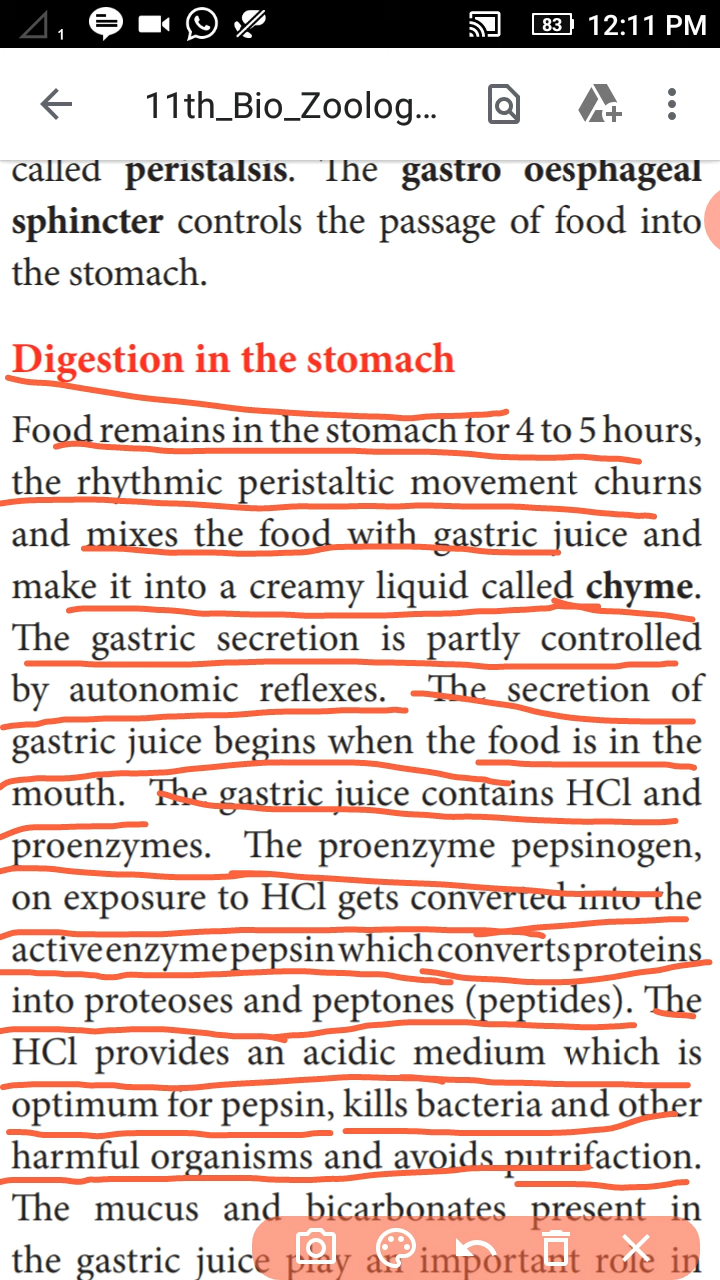 1 83 12:11 PM
11th_Bio_Zoolog...
called peristalsis. The gastro oesphageal
sphincter controls the passage of food into
the stomach.
Digestion in the stomach
Food remains in the stomach for 4 to 5 hours,
the rhythmic peristaltic movement churns
and mixes the food with gastric juice and
make it into a creamy liquid called chyme.
The gastric secretion is partly controlled
by autonomic reflexes. The secretion of
gastric juice begins when the food is in the
mouth. The gastric juice contains HCl and
proenzymes. The proenzyme pepsinogen,
on exposure to HCl gets converted into the
active enzyme pepsin which converts proteins
into proteoses and peptones (peptides). The
HCl provides an acidic medium which is
optimum for pepsin, kills bacteria and other
harmful organisms and avoids putrifaction.
The mucus and bicarbonates present in
the gastric juice play an important role in